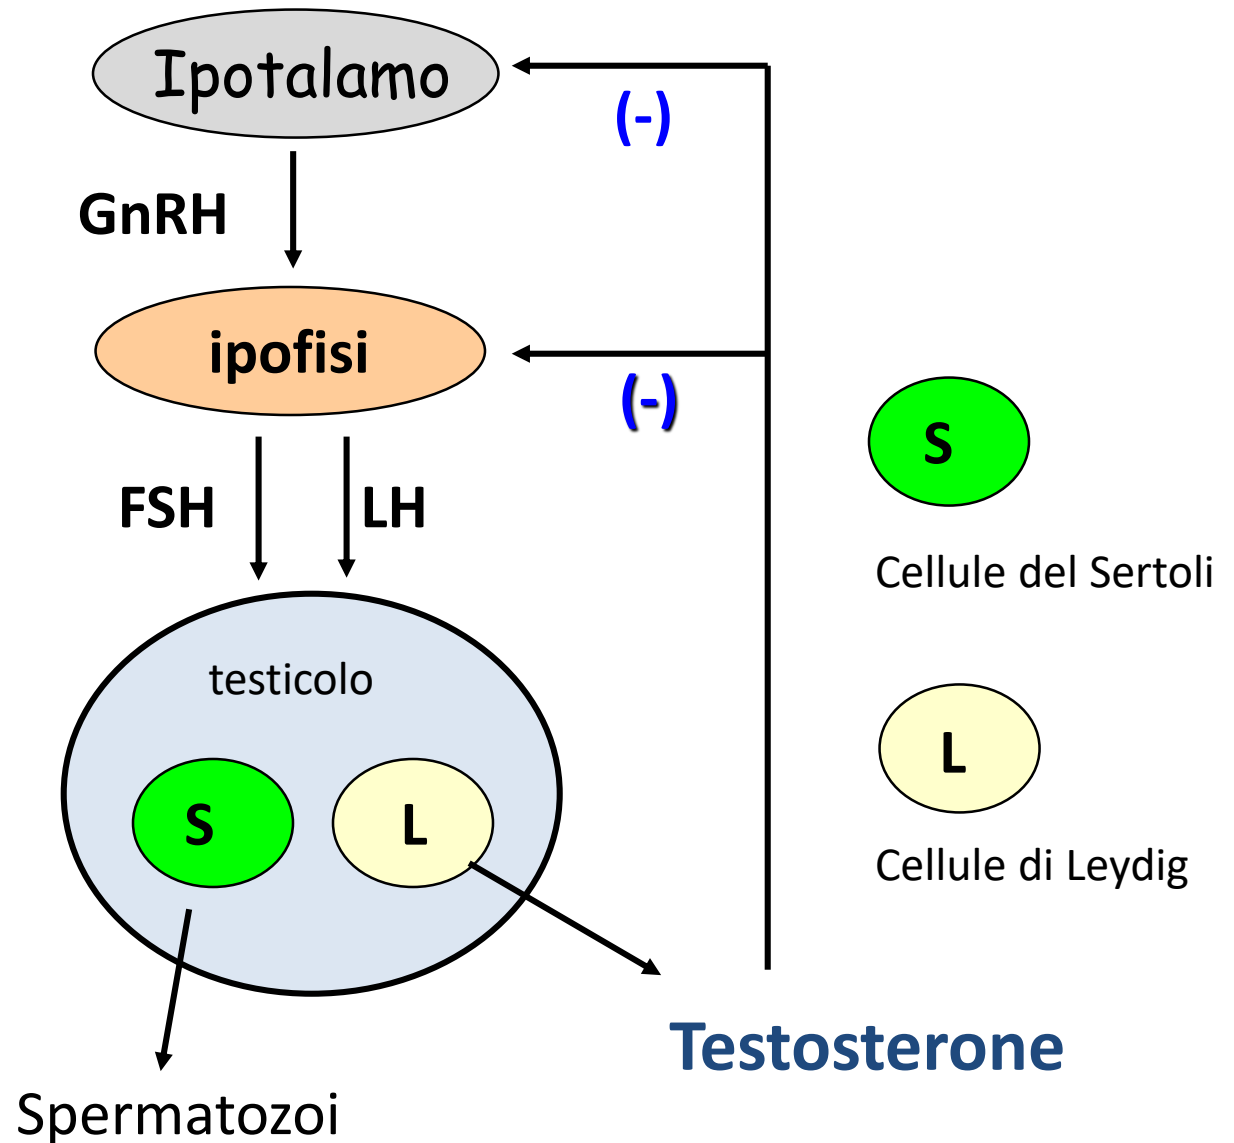 Ipotalamo
(-)
GnRH
ipofisi
(-)
FSH
LH
S
Cellule del Sertoli
testicolo
S
L
L
Cellule di Leydig
Testosterone
Spermatozoi